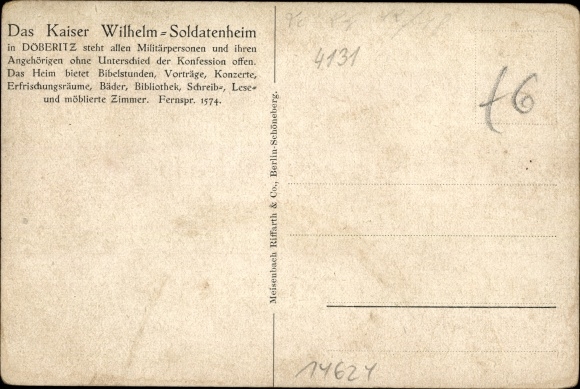 Das Kaiser Wilhelm-Soldatenheim
in DÖBERITZ steht allen Militärpersonen und ihren
Angehörigen ohne Unterschied der Konfession offen.
Das Heim bietet Bibelstunden, Vorträge, Konzerte,
Erfrischungsräume, Bäder, Bibliothek, Schreib-, Lese-
und möblierte Zimmer. Fernspr. 1574.
Meisenbach Riffarth & Co., Berlin-Schöneberg.
4131
6
14624